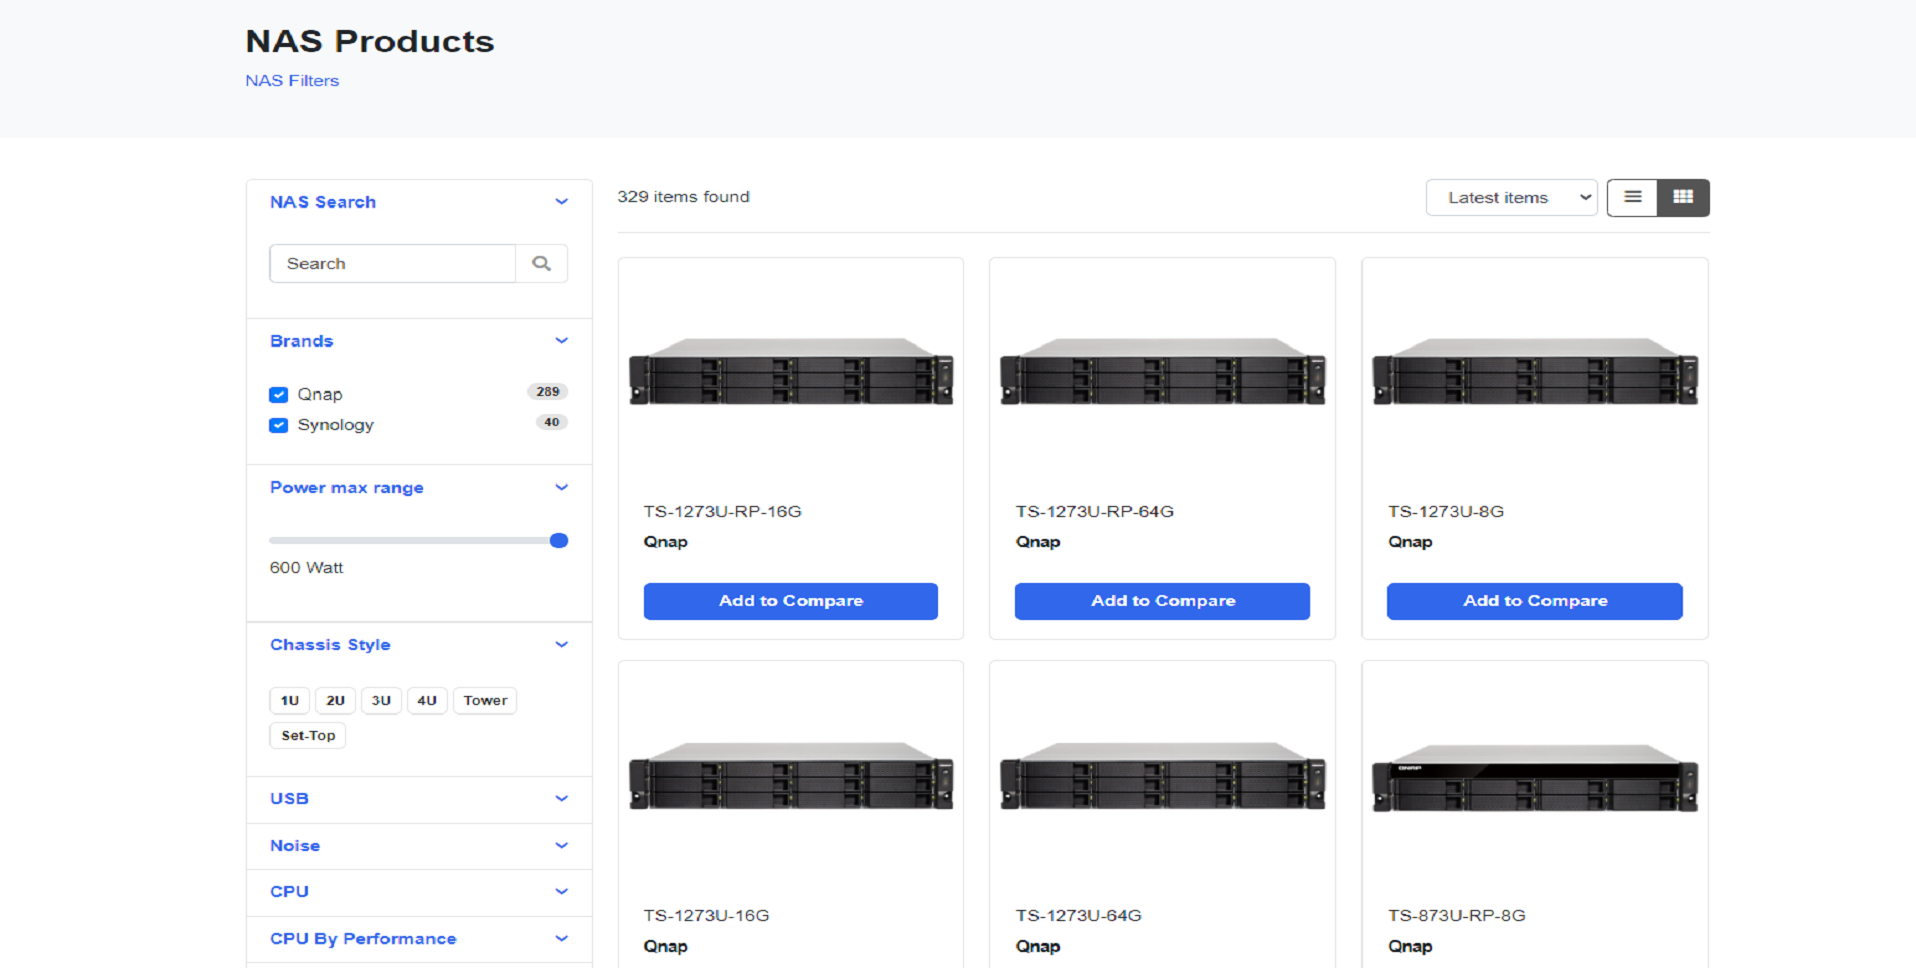 NAS Products
NAS Filters
NAS Search
Search
Brands
Qnap 289
Synology 40
Power max range
600 Watt
Chassis Style
1U 2U 3U 4U Tower
Set-Top
USB
Noise
CPU
CPU By Performance
329 items found
Latest items
TS-1273U-RP-16G
Qnap
Add to Compare
TS-1273U-RP-64G
Qnap
Add to Compare
TS-1273U-8G
Qnap
Add to Compare
TS-1273U-16G
Qnap
TS-1273U-64G
Qnap
QNAP
TS-873U-RP-8G
Qnap